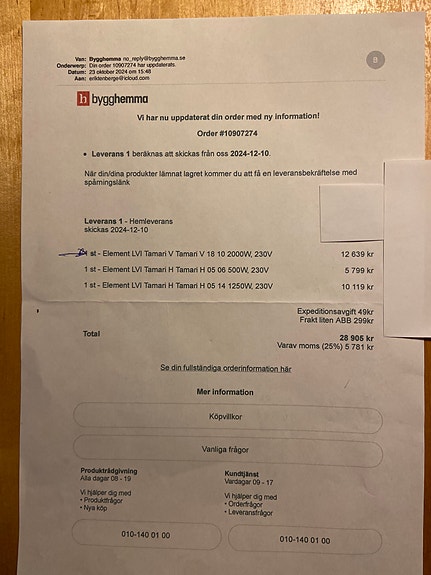 Van: Bygghemma no_reply@bygghemma.se
Onderwerp: Din order 10907274 har uppdaterats.
Datum: 23 oktober 2024 om 15:48
Aan: eriktenberge@icloud.com
B
h bygghemma
Vi har nu uppdaterat din order med ny information!
Order #10907274
• Leverans 1 beräknas att skickas från oss 2024-12-10.
När din/dina produkter lämnat lagret kommer du att få en leveransbekräftelse med
spårningslänk
Leverans 1 - Hemleverans
skickas 2024-12-10
1 st - Element LVI Tamari V Tamari V 18 10 2000W, 230V 12 639 kr
1 st - Element LVI Tamari H Tamari H 05 06 500W, 230V 5 799 kr
1 st - Element LVI Tamari H Tamari H 05 14 1250W, 230V 10 119 kr
Expeditionsavgift 49kr
Frakt liten ABB 299kr
Total 28 905 kr
Varav moms (25%) 5 781 kr
Se din fullständiga orderinformation här
Mer information
Köpvillkor
Vanliga frågor
Produktrådgivning
Alla dagar 08 - 19
Vi hjälper dig med
• Produktfrågor
• Nya köp
010-140 01 00
Kundtjänst
Vardagar 09 - 17
Vi hjälper dig med
• Orderfrågor
• Leveransfrågor
010-140 01 00